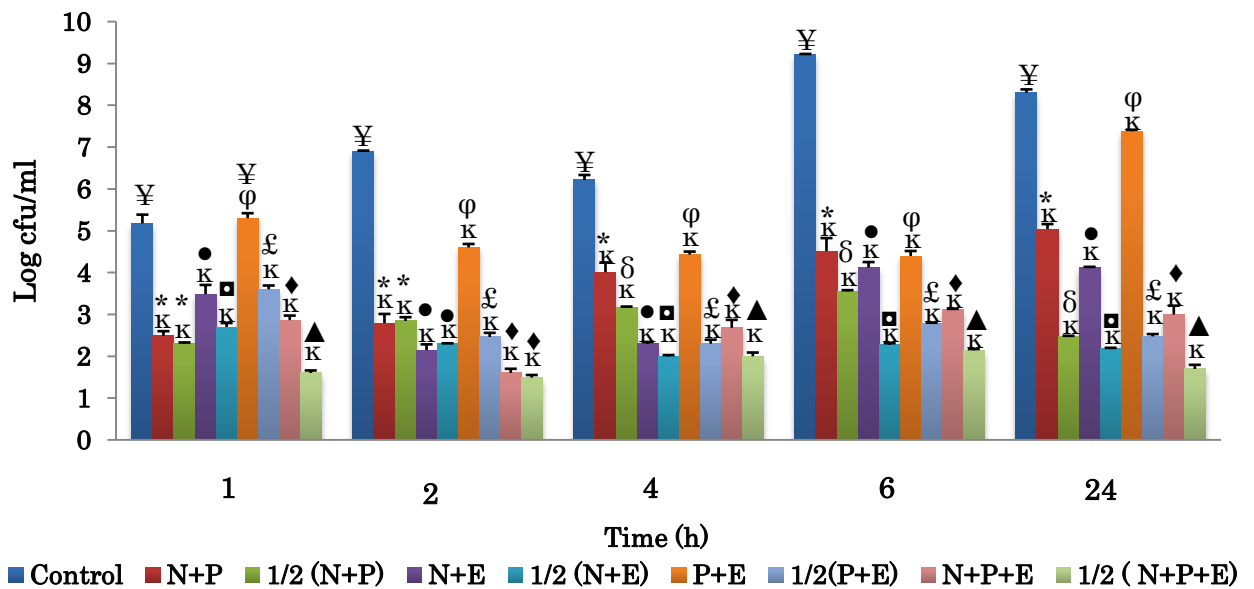 10
9
8
7
6
5
4
3
2
1
0
Log cfu/ml
¥ * κ * κ ● κ ◘ κ ¥ φ £ κ ♦ κ ▲ κ
¥ * κ * κ ● κ ● κ φ κ £ κ ♦ κ ♦ κ
¥ * κ δ κ ● κ ◘ κ φ κ £ κ ♦ κ ▲ κ
¥ * κ δ κ ● κ ◘ κ φ κ £ κ ♦ κ ▲ κ
¥ * κ δ κ ● κ ◘ κ φ κ £ κ ♦ κ ▲ κ
1 2 4 6 24
Time (h)
Control N+P 1/2 (N+P) N+E 1/2 (N+E) P+E 1/2(P+E) N+P+E 1/2 ( N+P+E)